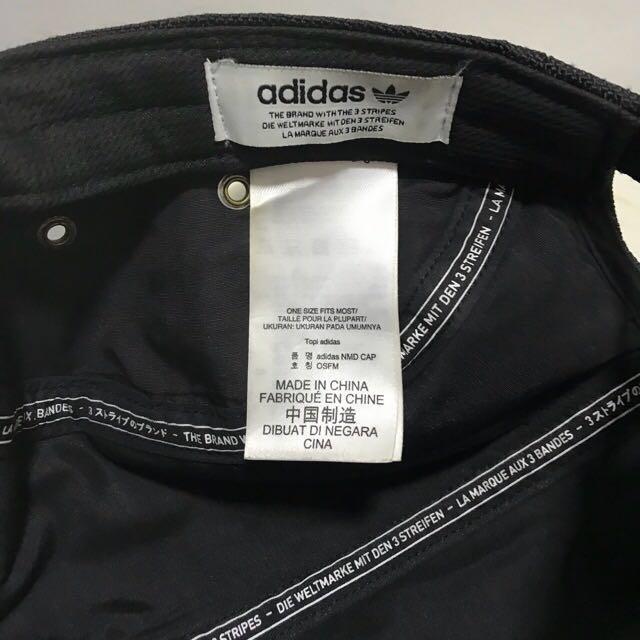 adidas
THE BRAND WITH THE 3 STRIPES
DIE WELTMARKE MIT DEN 3 STREIFEN
LA MARQUE AUX 3 BANDES
ONE SIZE FITS MOST/
TAILLE POUR LA PLUPART/
UKURAN: UKURAN PADA UMUMNYA
Topi adidas
품 명 adidas NMD CAP
호 칭 OSFM
MADE IN CHINA
FABRIQUÉ EN CHINE
中国制造
DIBUAT DI NEGARA
CINA
MARKE MIT DEN 3 STREIFEN - LA
BANDES - 3ストライプのブランド - THE BRAND
3 STRIPES - DIE WELTMARKE MIT DEN 3 STREIFEN - LA MARQUE AUX 3 BANDES - 3ストライプのブランド